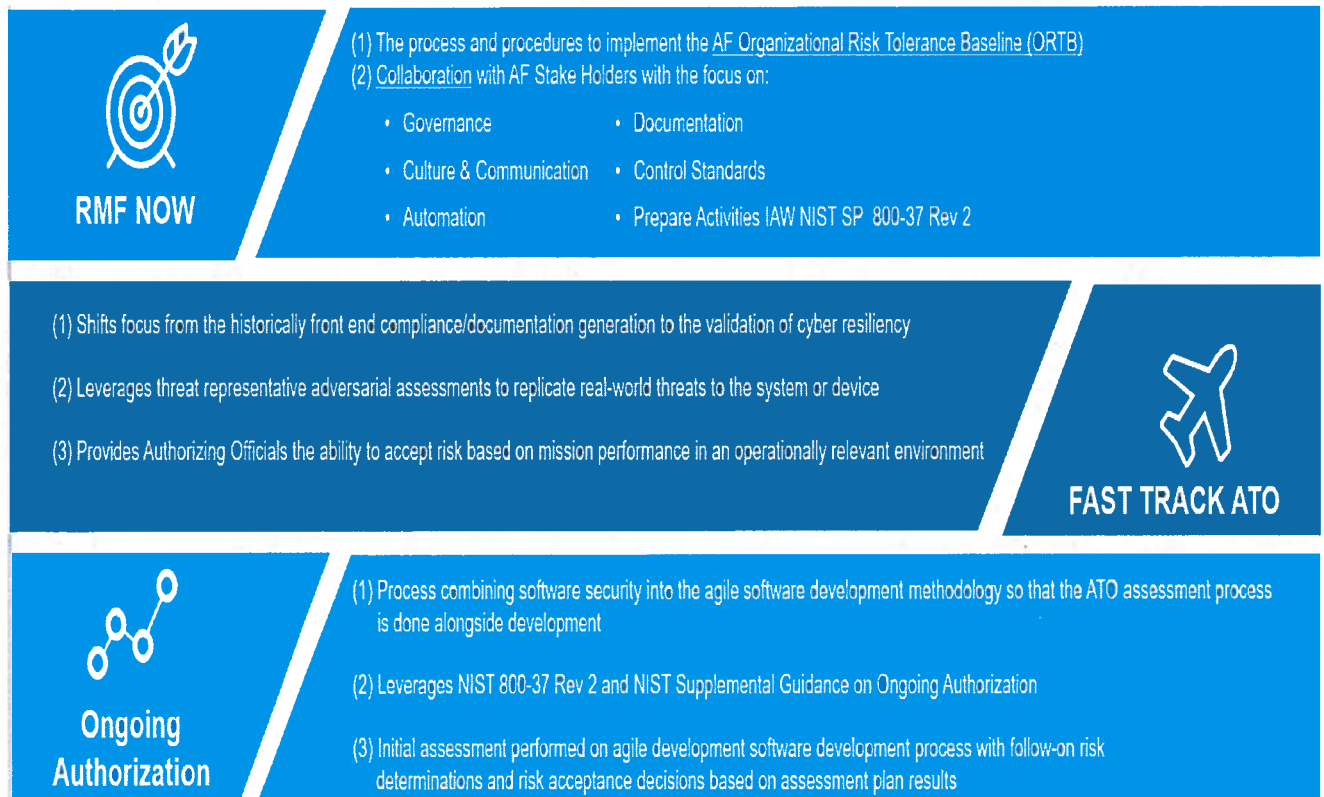 (1) The process and procedures to implement the AF Organizational Risk Tolerance Baseline (ORTB)
(2) Collaboration with AF Stake Holders with the focus on:
• Governance
• Documentation
• Culture & Communication
• Control Standards
• Automation
• Prepare Activities IAW NIST SP 800-37 Rev 2
RMF NOW
(1) Shifts focus from the historically front end compliance/documentation generation to the validation of cyber resiliency
(2) Leverages threat representative adversarial assessments to replicate real-world threats to the system or device
(3) Provides Authorizing Officials the ability to accept risk based on mission performance in an operationally relevant environment
FAST TRACK ATO
(1) Process combining software security into the agile software development methodology so that the ATO assessment process
is done alongside development
(2) Leverages NIST 800-37 Rev 2 and NIST Supplemental Guidance on Ongoing Authorization
(3) Initial assessment performed on agile development software development process with follow-on risk
determinations and risk acceptance decisions based on assessment plan results
Ongoing
Authorization